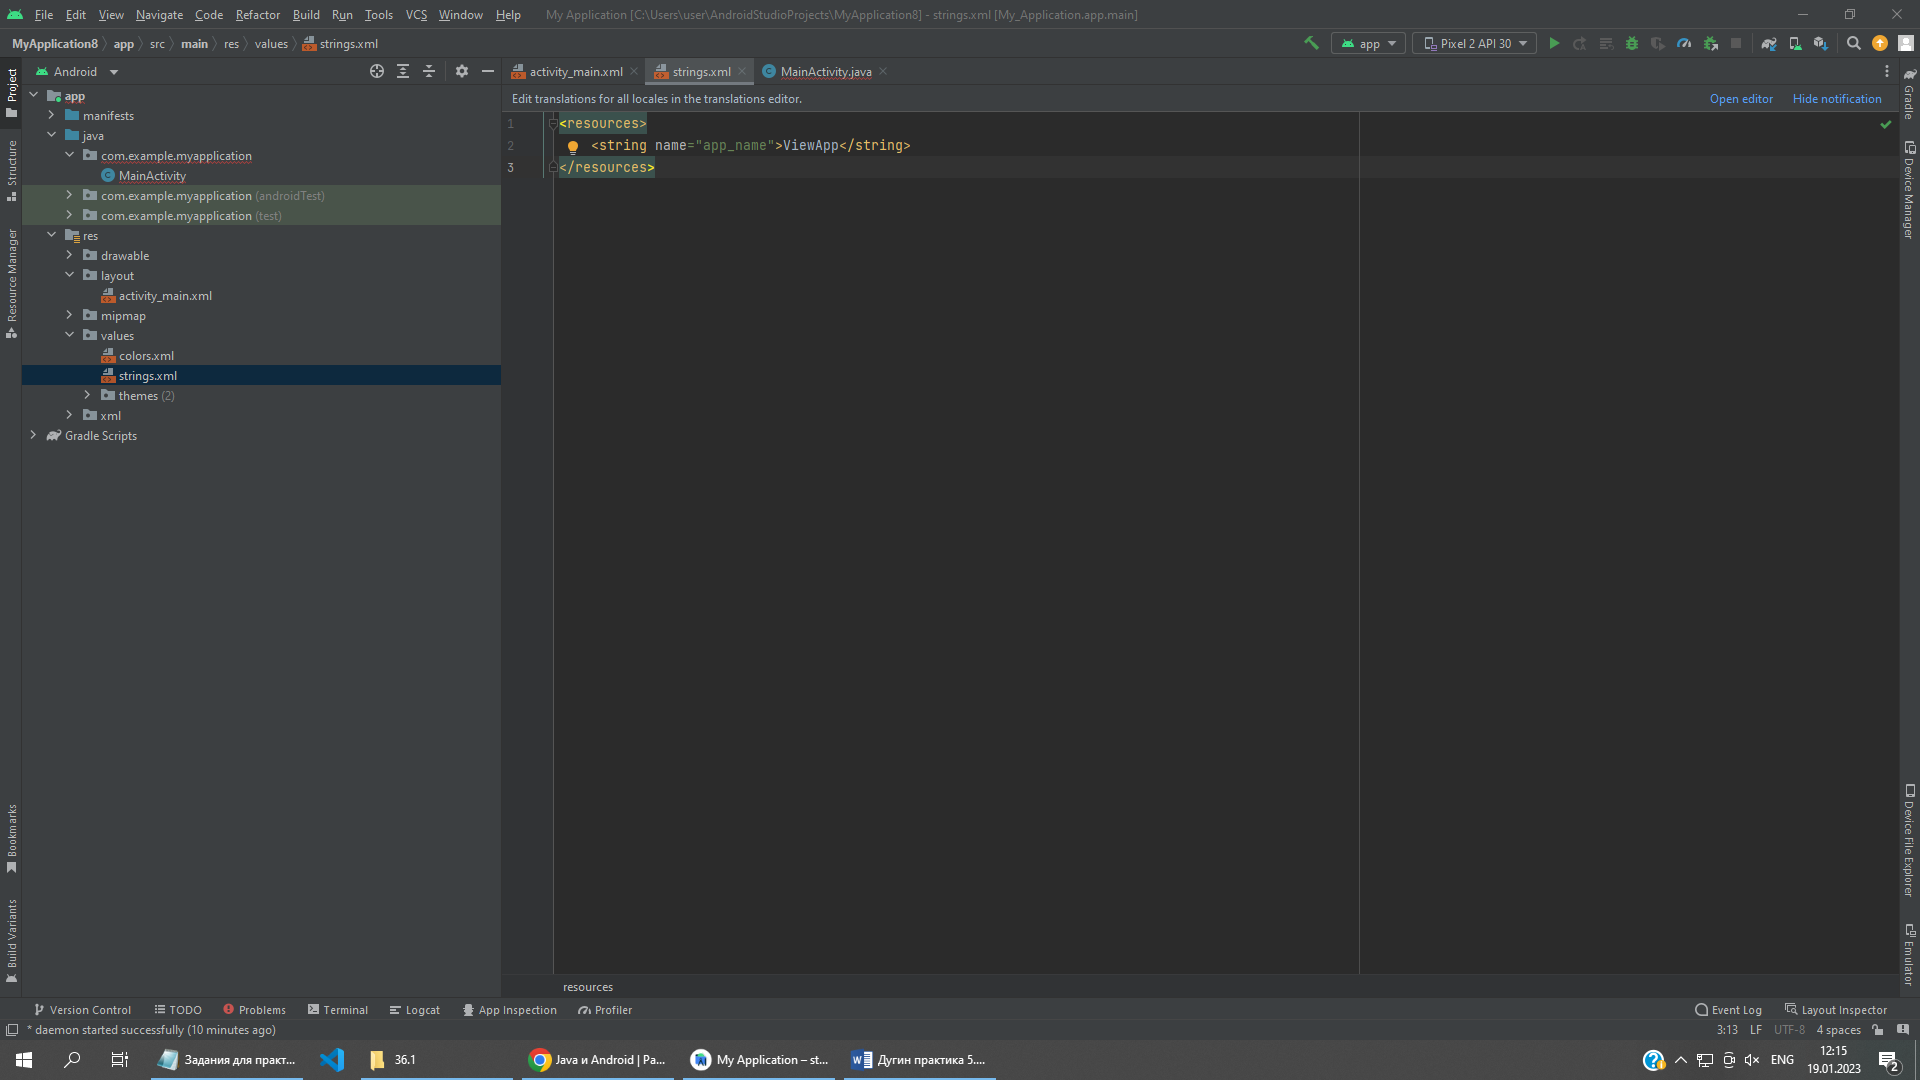 File Edit View Navigate Code Refactor Build Run Tools VCS Window Help My Application [C:\Users\user\AndroidStudioProjects\MyApplication8] - strings.xml [My_Application.app.main]
MyApplication8 app src main res values strings.xml
app Pixel 2 API 30
Project
Structure
Resource Manager
Bookmarks
Build Variants
Android
app
manifests
java
com.example.myapplication
MainActivity
com.example.myapplication (androidTest)
com.example.myapplication (test)
res
drawable
layout
activity_main.xml
mipmap
values
colors.xml
strings.xml
themes (2)
xml
Gradle Scripts
activity_main.xml strings.xml MainActivity.java
Edit translations for all locales in the translations editor. Open editor Hide notification
1 <resources>
2 <string name="app_name">ViewApp</string>
3 </resources>
resources
Gradle
Device Manager
Device File Explorer
Emulator
Version Control TODO Problems Terminal Logcat App Inspection Profiler Event Log Layout Inspector
* daemon started successfully (10 minutes ago) 3:13 LF UTF-8 4 spaces
Задания для практ... 36.1 Java и Android | Ра... My Application – st... Дугин практика 5....
ENG
12:15
19.01.2023
2